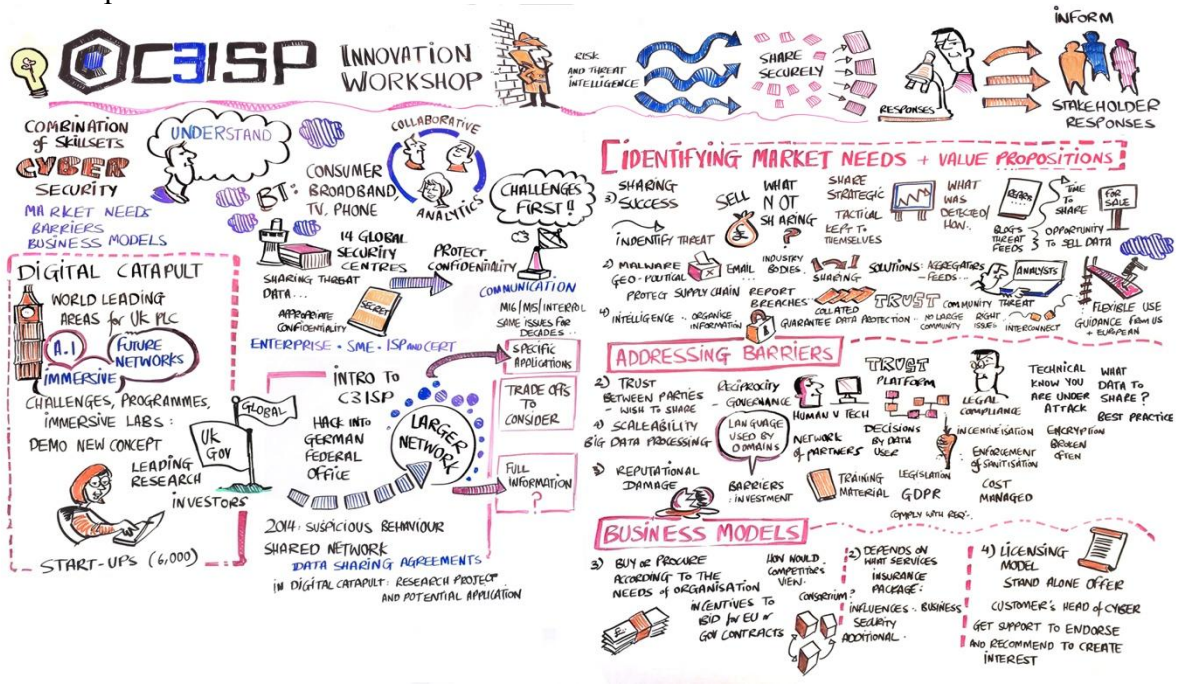 C3ISP
INNOVATION
WORKSHOP
RISK
AND THREAT
INTELLIGENCE
SHARE
SECURELY
RESPONSES
INFORM
STAKEHOLDER
RESPONSES
COMBINATION
of SKILLSETS
CYBER
SECURITY
MARKET NEEDS
BARRIERS
BUSINESS MODELS
UNDERSTAND
BT:
CONSUMER
BROADBAND,
TV, PHONE
COLLABORATIVE
ANALYTICS
CHALLENGES
FIRST!!
14 GLOBAL
SECURITY
CENTRES
PROTECT
CONFIDENTIALITY
SHARING THREAT
DATA...
SECRET
APPROPRIATE
CONFIDENTIALITY
COMMUNICATION
SAME ISSUES FOR
DECADES..
ENTERPRISE · SME · ISP AND CERT
DIGITAL CATAPULT
WORLD LEADING
AREAS for UK PLC
A.I
FUTURE
NETWORKS
IMMERSIVE
CHALLENGES, PROGRAMMES,
IMMERSIVE LABS:
DEMO NEW CONCEPT
LEADING
RESEARCH
INVESTORS
START-UPS (6,000)
GLOBAL
UK
GOV
INTRO TO
C3ISP
HACK INTO
GERMAN
FEDERAL
OFFICE
LARGER
NETWORK
SPECIFIC
APPLICATIONS
TRADE OFFS
TO
CONSIDER
FULL
INFORMATION
?
2014: SUSPICIOUS BEHAVIOUR
SHARED NETWORK
DATA SHARING AGREEMENTS
IN DIGITAL CATAPULT: RESEARCH PROJECT
AND POTENTIAL APPLICATION
IDENTIFYING MARKET NEEDS + VALUE PROPOSITIONS
3) SHARING
SUCCESS
INDENTIFY THREAT
SELL
£
WHAT
NOT
SHARING
?
SHARE
STRATEGIC
TACTICAL
KEPT TO
THEMSELVES
WHAT
WAS
DETECTED/
HOW..
BLOGS
THREAT
FEEDS
TIME
TO
SHARE
OPPORTUNITY
TO SELL DATA
FOR
SALE
2) MALWARE
GEO-POLITICAL
EMAIL
INDUSTRY
BODIES
SHARING
SOLUTIONS: AGGREGATORS
FEEDS...
ANALYSTS
PROTECT SUPPLY CHAIN
REPORT
BREACHES
COLLATED
TRUST
COMMUNITY THREAT
FLEXIBLE USE
GUIDANCE FROM US
+ EUROPEAN
4) INTELLIGENCE
ORGANISE
INFORMATION
GUARANTEE DATA PROTECTION
NO LARGE
COMMUNITY
RIGHT
ISSUES
INTERCONNECT
ADDRESSING BARRIERS
2) TRUST
BETWEEN PARTIES
- WISH TO SHARE
RECIPROCITY
GOVERNANCE
HUMAN V TECH
TRUST
PLATFORM
LEGAL
COMPLIANCE
TECHNICAL
KNOW YOU
ARE UNDER
ATTACK
WHAT
DATA TO
SHARE?
BEST PRACTICE
4) SCALEABILITY
BIG DATA PROCESSING
LANGUAGE
USED BY
DOMAINS
NETWORK
of PARTNERS
DECISIONS
BY DATA
USER
INCENTIVISATION
ENFORCEMENT
OF SANITISATION
ENCRYPTION
BROKEN
OFTEN
3) REPUTATIONAL
DAMAGE
BARRIERS
: INVESTMENT
TRAINING
MATERIAL
LEGISLATION
GDPR
COMPLY WITH REQ.
COST
MANAGED
BUSINESS MODELS
3) BUY OR PROCURE
ACCORDING TO THE
NEEDS of ORGANISATION
£
INCENTIVES TO
BID for EU or
GOV CONTRACTS
HOW WOULD
COMPETITORS
VIEW.
CONSORTIUM?
2) DEPENDS ON
WHAT SERVICES
INSURANCE
PACKAGE:
INFLUENCES BUSINESS
SECURITY
ADDITIONAL.
4) LICENSING
MODEL
STAND ALONE OFFER
CUSTOMER'S HEAD of CYBER
GET SUPPORT TO ENDORSE
AND RECOMMEND TO CREATE
INTEREST